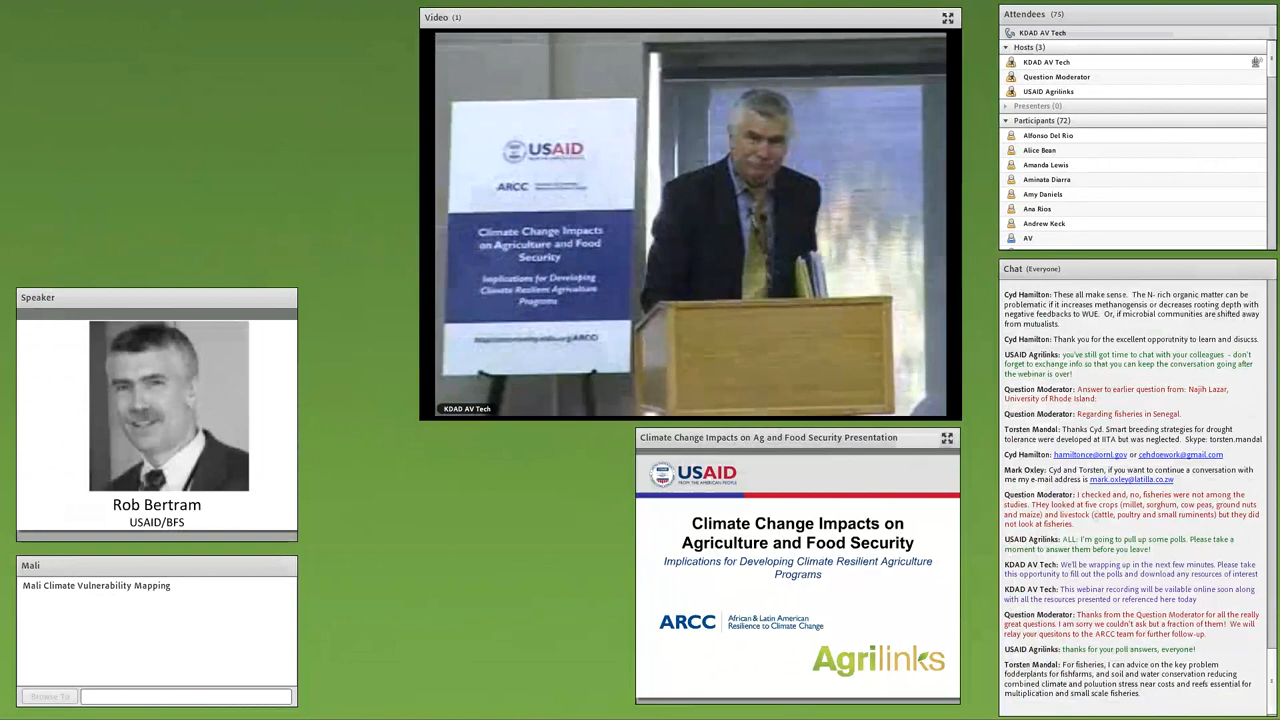 Video (1)
USAID
FROM THE AMERICAN PEOPLE
ARCC
Climate Change Impacts
on Agriculture and Food
Security
Implications for Developing
Climate Resilient Agriculture
Programs
KDAD AV Tech
Speaker
Rob Bertram
USAID/BFS
Mali
Mali Climate Vulnerability Mapping
Browse To
Climate Change Impacts on Ag and Food Security Presentation
USAID
FROM THE AMERICAN PEOPLE
Climate Change Impacts on
Agriculture and Food Security
Implications for Developing Climate Resilient Agriculture
Programs
ARCC African & Latin American
Resilience to Climate Change
Agrilinks
Attendees (75)
KDAD AV Tech
Hosts (3)
KDAD AV Tech
Question Moderator
USAID Agrilinks
Presenters (0)
Participants (72)
Alfonso Del Rio
Alice Bean
Amanda Lewis
Aminata Diarra
Amy Daniels
Ana Rios
Andrew Keck
AV
Chat (Everyone)
Cyd Hamilton: These all make sense. The N- rich organic matter can be
problematic if it increases methanogensis or decreases rooting depth with
negative feedbacks to WUE. Or, if microbial communities are shifted away
from mutualists.
Cyd Hamilton: Thank you for the excellent opporutnity to learn and disucss.
USAID Agrilinks: you've still got time to chat with your colleagues - don't
forget to exchange info so that you can keep the conversation going after
the webinar is over!
Question Moderator: Answer to earlier question from: Najih Lazar,
University of Rhode Island:
Question Moderator: Regarding fisheries in Senegal.
Torsten Mandal: Thanks Cyd. Smart breeding strategies for drought
tolerance were developed at IITA but was neglected. Skype: torsten.mandal
Cyd Hamilton: hamiltonce@ornl.gov or cehdoework@gmail.com
Mark Oxley: Cyd and Torsten, if you want to continue a conversation with
me my e-mail address is mark.oxley@latilla.co.zw
Question Moderator: I checked and, no, fisheries were not among the
studies. THey looked at five crops (millet, sorghum, cow peas, ground nuts
and maize) and livestock (cattle, poultry and small ruminents) but they did
not look at fisheries.
USAID Agrilinks: ALL: I'm going to pull up some polls. Please take a
moment to answer them before you leave!
KDAD AV Tech: We'll be wrapping up in the next few minutes. Please take
this opportunity to fill out the polls and download any resources of interest
KDAD AV Tech: This webinar recording will be vailable online soon along
with all the resources presented or referenced here today
Question Moderator: Thanks from the Question Moderator for all the really
great questions. I am sorry we couldn't ask but a fraction of them! We will
relay your quesitons to the ARCC team for further follow-up.
USAID Agrilinks: thanks for your poll answers, everyone!
Torsten Mandal: For fisheries, I can advice on the key problem
fodderplants for fishfarms, and soil and water conservation reducing
combined climate and poluution stress near costs and reefs essential for
multiplication and small scale fisheries.